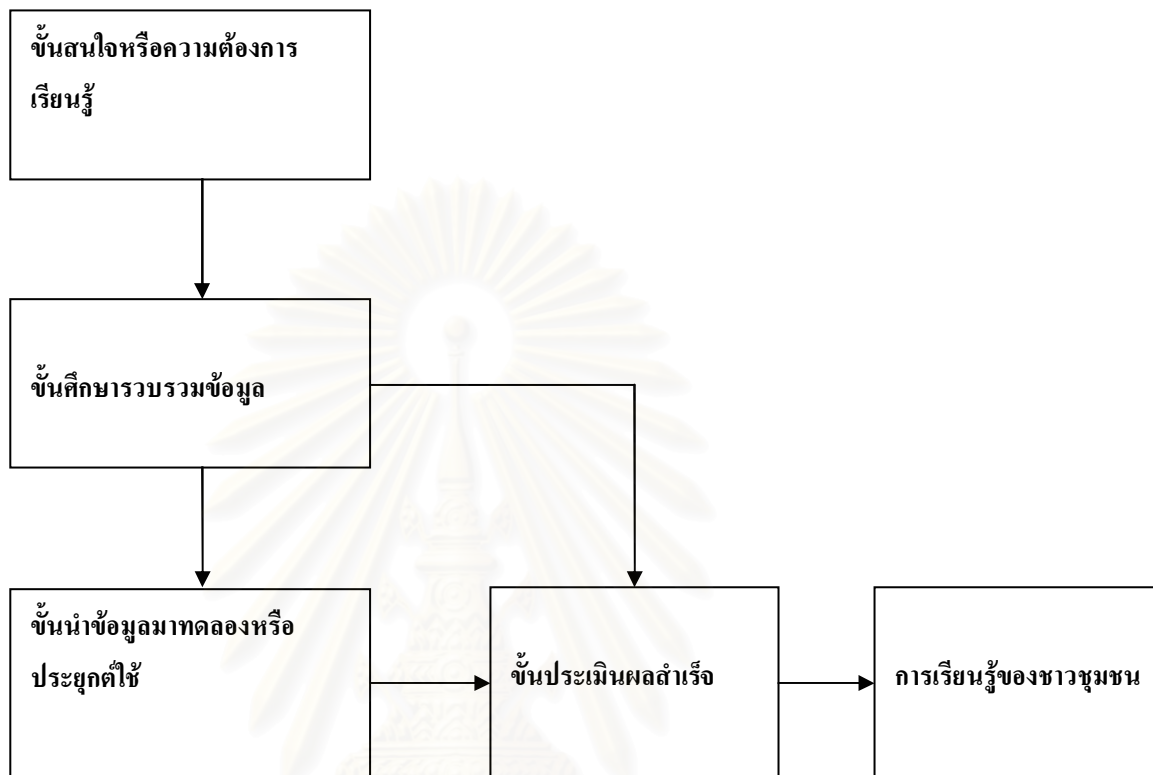 ขั้นสนใจหรือความต้องการ
เรียนรู้
ขั้นศึกษารวบรวมข้อมูล
ขั้นนำข้อมูลมาทดลองหรือ
ประยุกต์ใช้
ขั้นประเมินผลสำเร็จ
การเรียนรู้ของชาวชุมชน